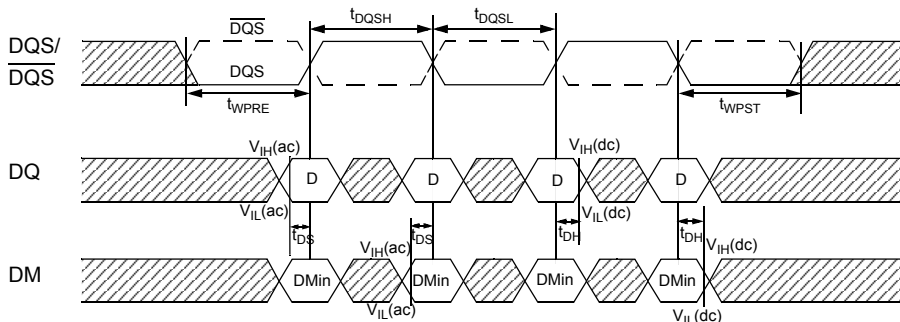 DQS t_DQSH t_DQSL
DQS/
DQS
DQS
t_WPRE t_WPST
V_IH(ac) V_IH(dc)
DQ D D D D
V_IL(ac) V_IL(dc)
t_DS t_DS t_DH t_DH
V_IH(ac) V_IH(dc)
DM DMin DMin DMin DMin
V_IL(ac) V_IL(dc)